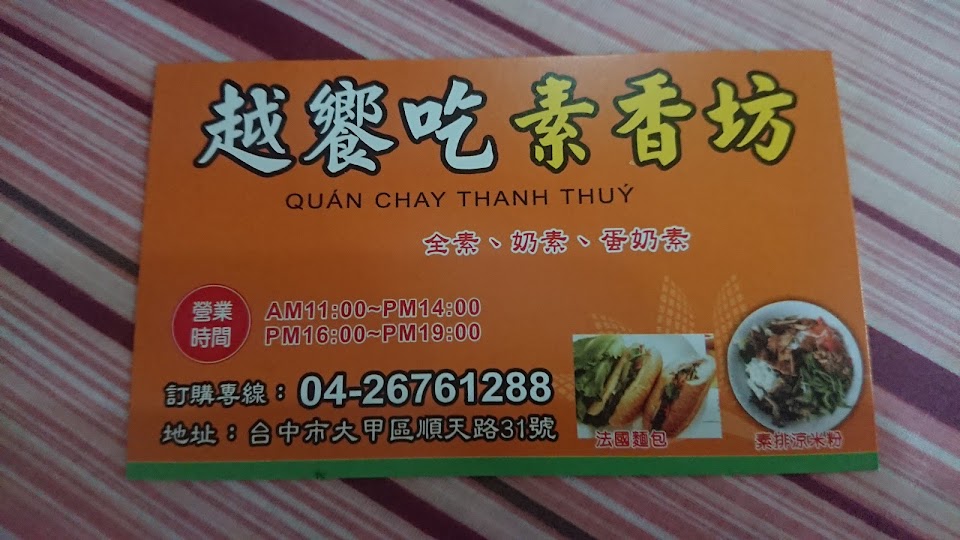 越饗吃素香坊
QUÁN CHAY THANH THUÝ
全素、奶素、蛋奶素
營業
時間
AM11:00~PM14:00
PM16:00~PM19:00
訂購專線：04-26761288
地址：台中市大甲區順天路31號
法國麵包
素排涼米粉